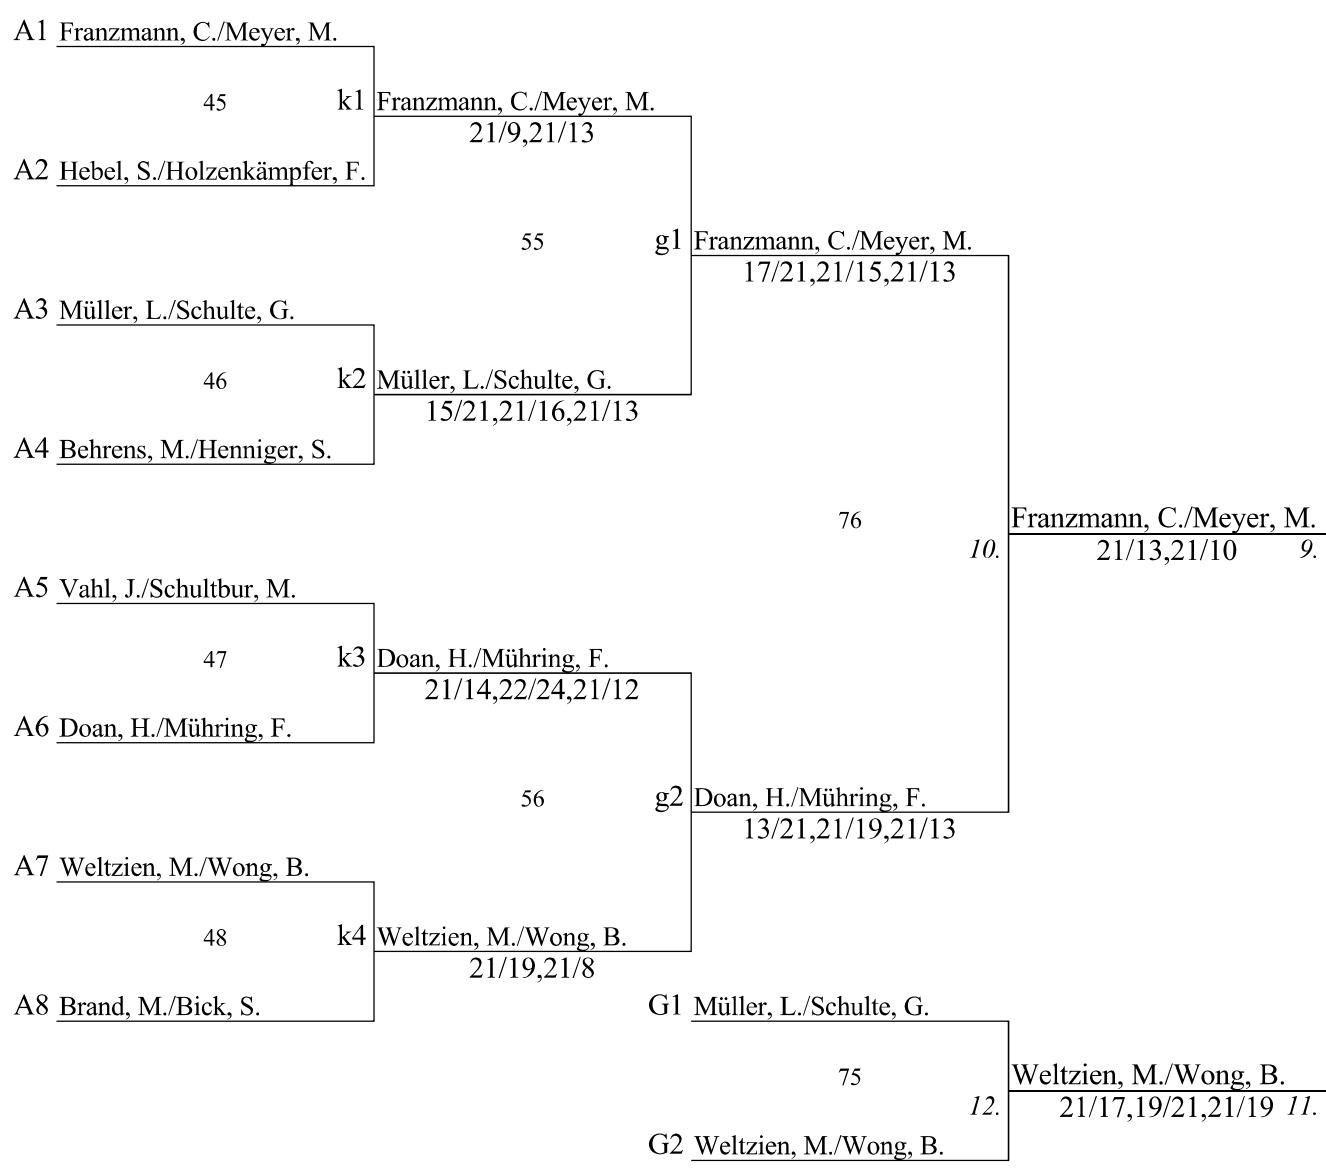 A1 Franzmann, C./Meyer, M.
45 k1 Franzmann, C./Meyer, M.
21/9,21/13
A2 Hebel, S./Holzenkämpfer, F.
55 g1 Franzmann, C./Meyer, M.
17/21,21/15,21/13
A3 Müller, L./Schulte, G.
46 k2 Müller, L./Schulte, G.
15/21,21/16,21/13
A4 Behrens, M./Henniger, S.
76 Franzmann, C./Meyer, M.
10. 21/13,21/10 9.
A5 Vahl, J./Schultbur, M.
47 k3 Doan, H./Mühring, F.
21/14,22/24,21/12
A6 Doan, H./Mühring, F.
56 g2 Doan, H./Mühring, F.
13/21,21/19,21/13
A7 Weltzien, M./Wong, B.
48 k4 Weltzien, M./Wong, B.
21/19,21/8
A8 Brand, M./Bick, S.
G1 Müller, L./Schulte, G.
75 Weltzien, M./Wong, B.
12. 21/17,19/21,21/19 11.
G2 Weltzien, M./Wong, B.